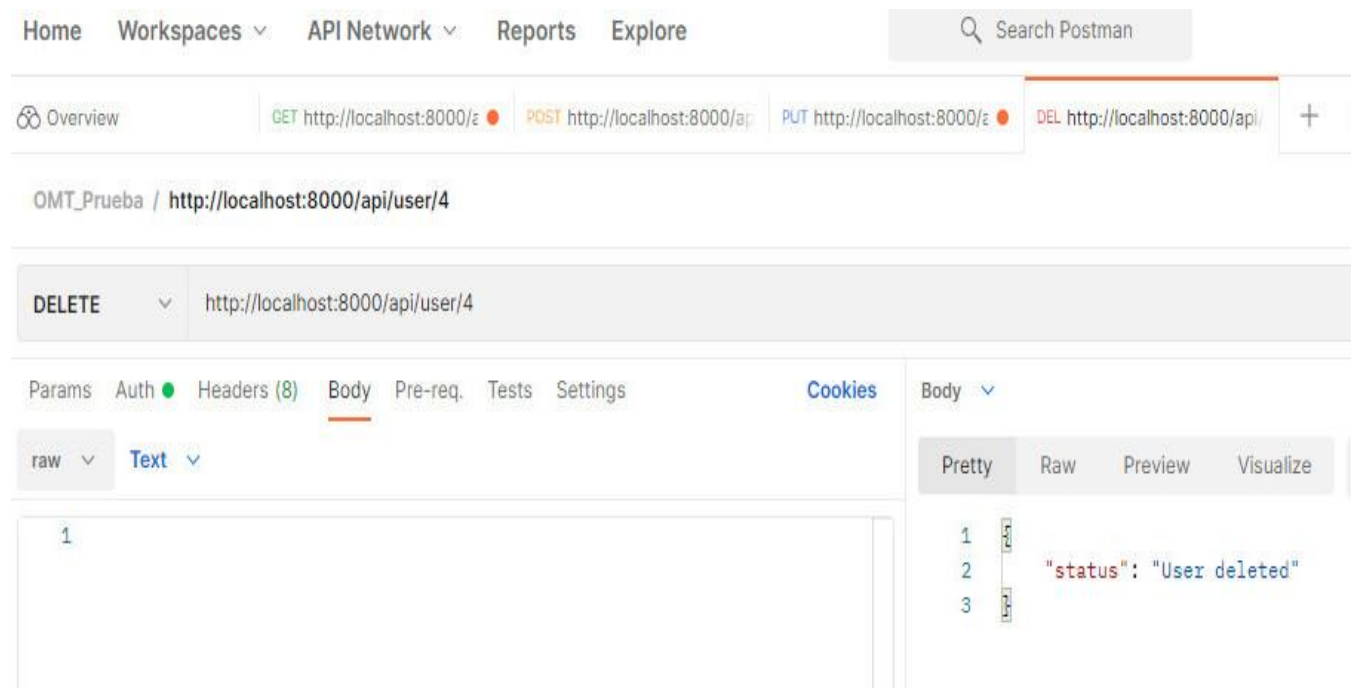 Home Workspaces API Network Reports Explore Search Postman
Overview GET http://localhost:8000/a POST http://localhost:8000/ap PUT http://localhost:8000/a DEL http://localhost:8000/api/
OMT_Prueba / http://localhost:8000/api/user/4
DELETE http://localhost:8000/api/user/4
Params Auth Headers (8) Body Pre-req. Tests Settings Cookies Body
raw Text Pretty Raw Preview Visualize
1
1 {
2 "status": "User deleted"
3 }